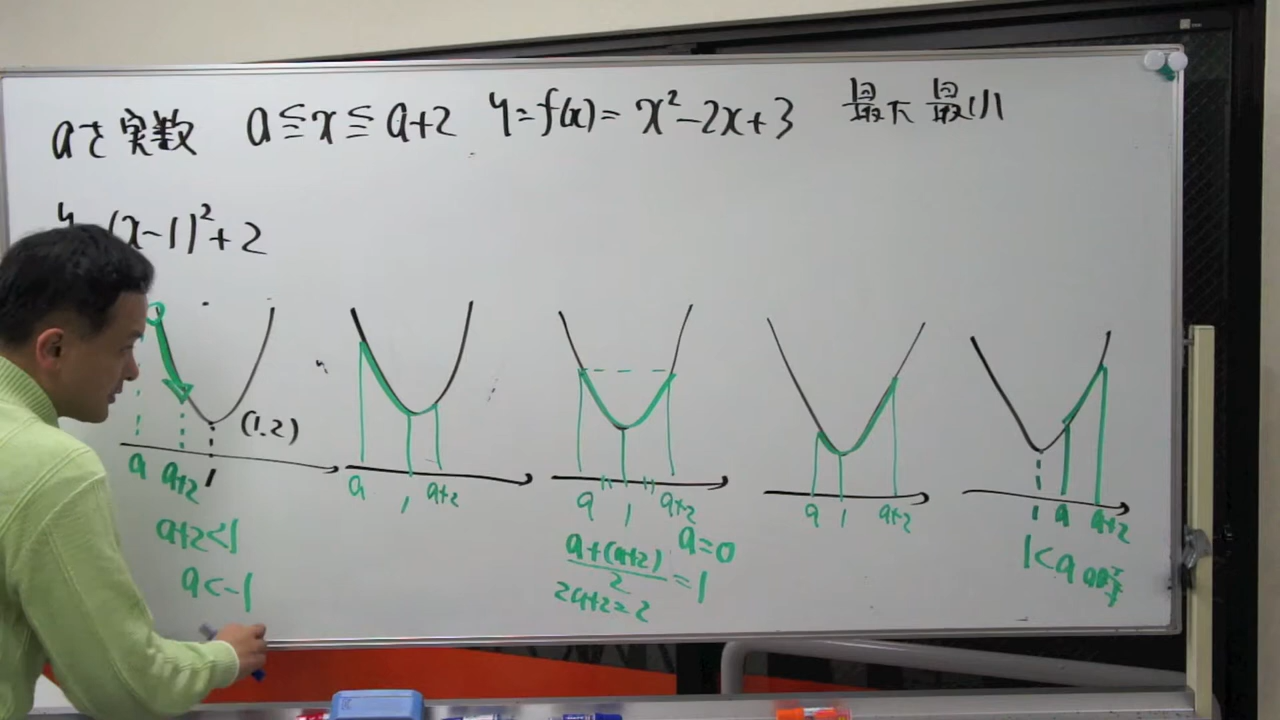 aを実数 a≦x≦a+2 y=f(x)=x²-2x+3 最大 最小
y (x-1)²+2
(1.2)
a a+2 1
a+2<1
a<-1
a 1 a+2
a 1 a+2
a=0
a+(a+2)/2=1
2a+2=2
a 1 a+2
1 a a+2
1<a のとき